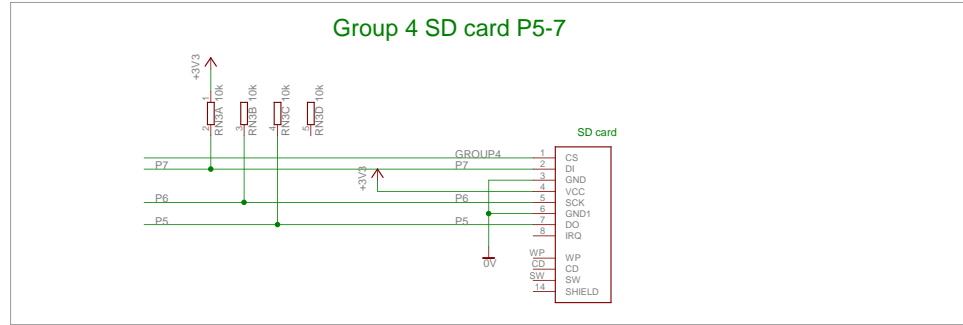 Group 4 SD card P5-7
+3V3
1
2
RN3A 10k
3
RN3B 10k
4
RN3C 10k
5
RN3D 10k
SD card
GROUP4
1
CS
P7
P7
2
DI
3
GND
+3V3
4
VCC
P6
P6
5
SCK
6
GND1
P5
P5
7
DO
8
IRQ
WP
WP
0V
CD
CD
SW
SW
14
SHIELD